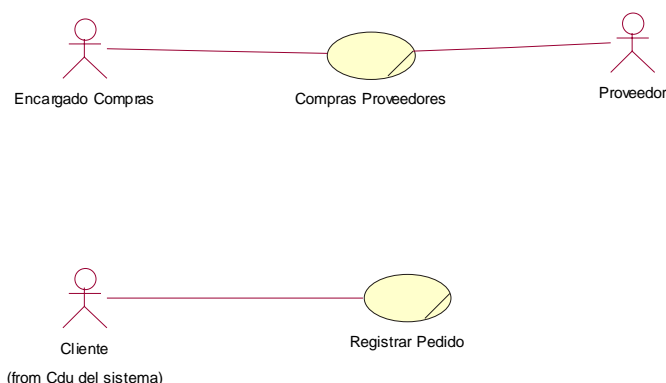 Encargado Compras
Compras Proveedores
Proveedor
Cliente
(from Cdu del sistema)
Registrar Pedido